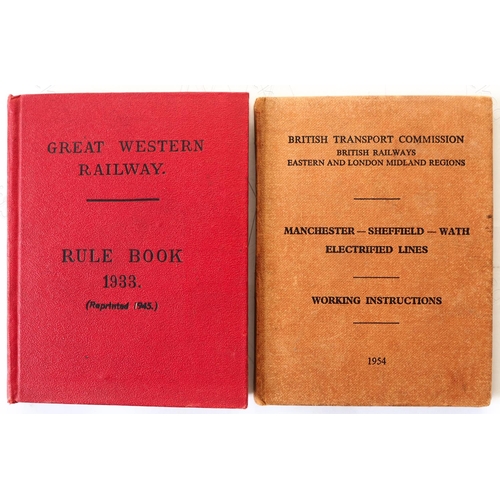 GREAT WESTERN
RAILWAY.
RULE BOOK
1933.
(Reprinted 1945.)
BRITISH TRANSPORT COMMISSION
BRITISH RAILWAYS
EASTERN AND LONDON MIDLAND REGIONS
MANCHESTER — SHEFFIELD — WATH
ELECTRIFIED LINES
WORKING INSTRUCTIONS
1954